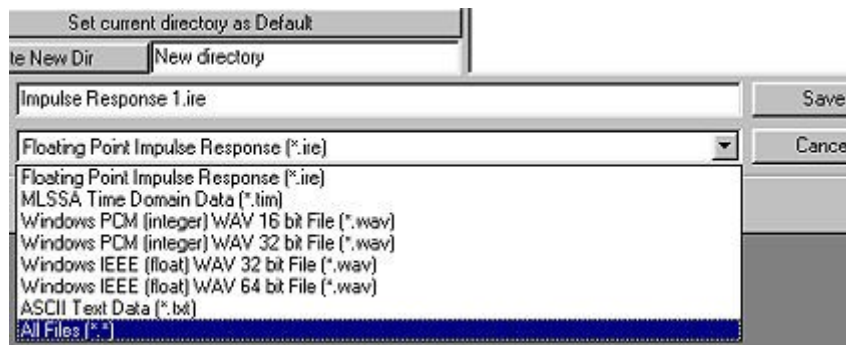 Set current directory as Default
te New Dir New directory
Impulse Response 1.ire Save
Floating Point Impulse Response (*.ire) Cance
Floating Point Impulse Response (*.ire)
MLSSA Time Domain Data (*.tim)
Windows PCM (integer) WAV 16 bit File (*.wav)
Windows PCM (integer) WAV 32 bit File (*.wav)
Windows IEEE (float) WAV 32 bit File (*.wav)
Windows IEEE (float) WAV 64 bit File (*.wav)
ASCII Text Data (*.txt)
All Files (*.*)